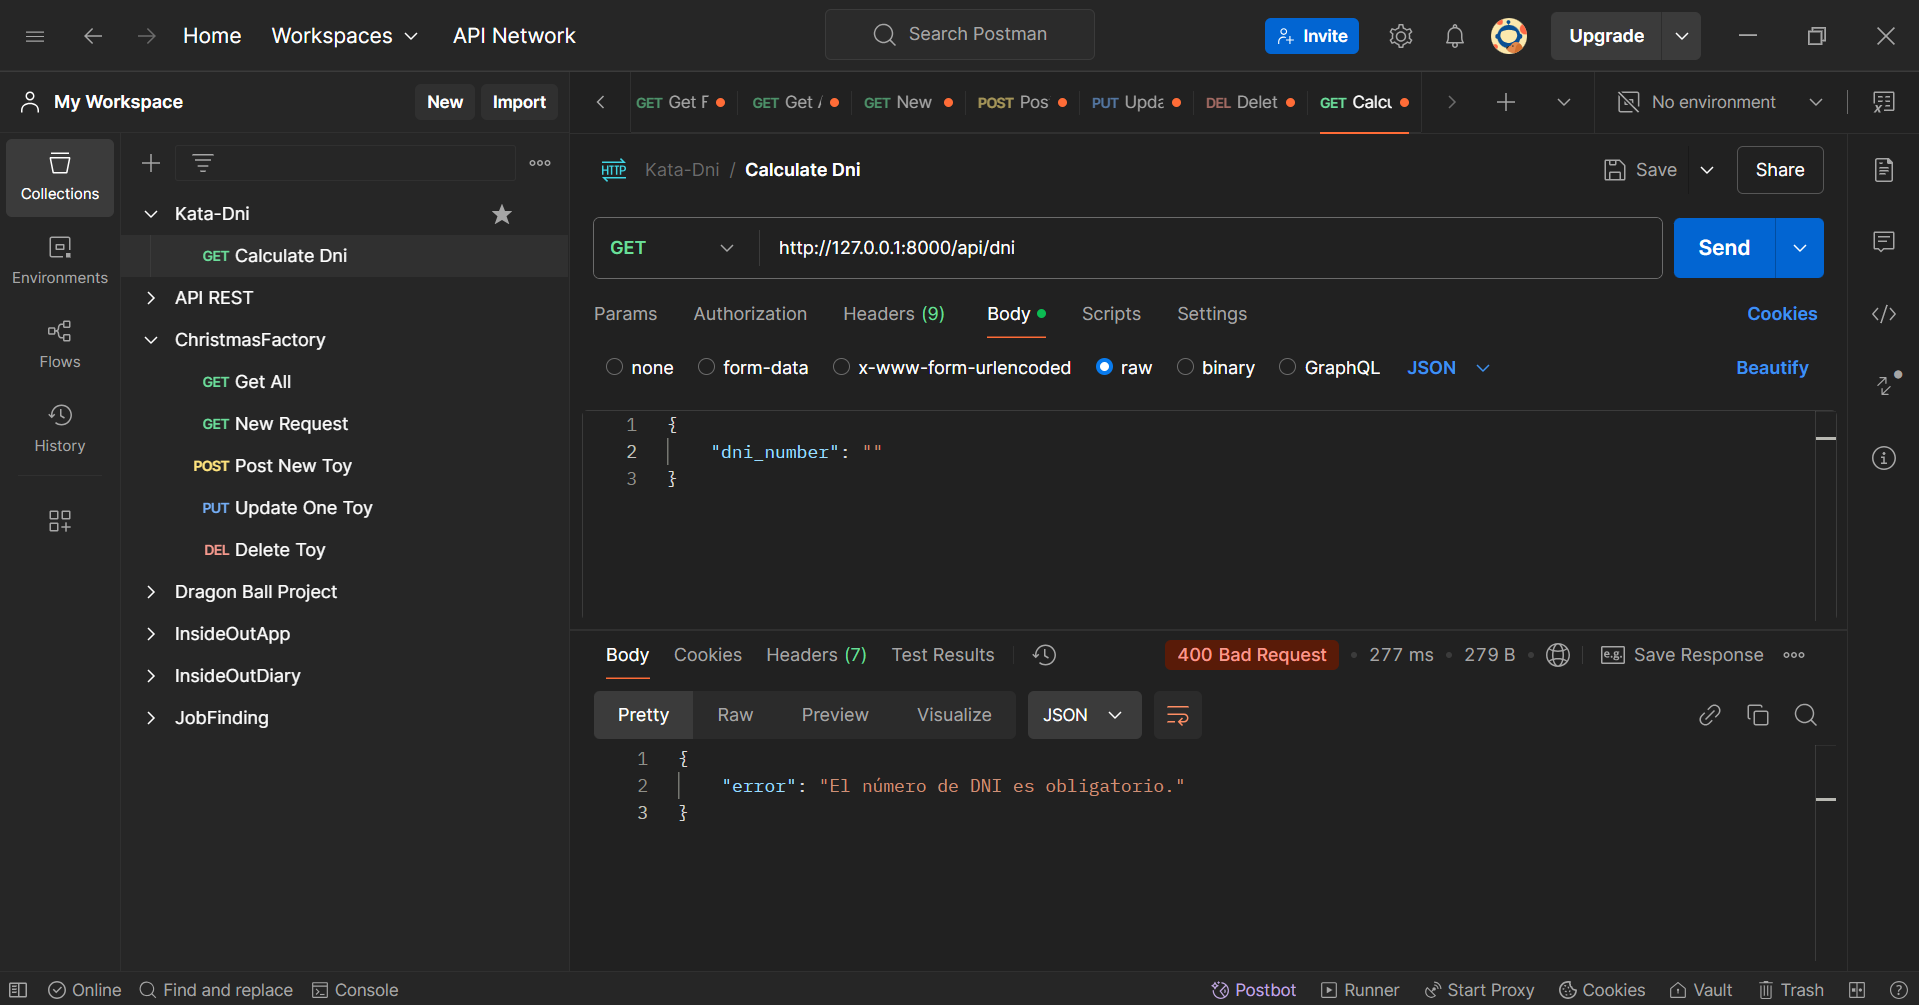 Home Workspaces API Network Search Postman Invite Upgrade
My Workspace New Import GET Get F GET Get GET New POST Pos PUT Upda DEL Delet GET Calcu No environment
Collections
Environments
Flows
History
Kata-Dni
GET Calculate Dni
API REST
ChristmasFactory
GET Get All
GET New Request
POST Post New Toy
PUT Update One Toy
DEL Delete Toy
Dragon Ball Project
InsideOutApp
InsideOutDiary
JobFinding
HTTP Kata-Dni / Calculate Dni Save Share
GET http://127.0.0.1:8000/api/dni Send
Params Authorization Headers (9) Body Scripts Settings Cookies
none form-data x-www-form-urlencoded raw binary GraphQL JSON Beautify
1 {
2 "dni_number": ""
3 }
Body Cookies Headers (7) Test Results 400 Bad Request • 277 ms • 279 B • e.g. Save Response
Pretty Raw Preview Visualize JSON
1 {
2 "error": "El número de DNI es obligatorio."
3 }
Online Find and replace Console Postbot Runner Start Proxy Cookies Vault Trash